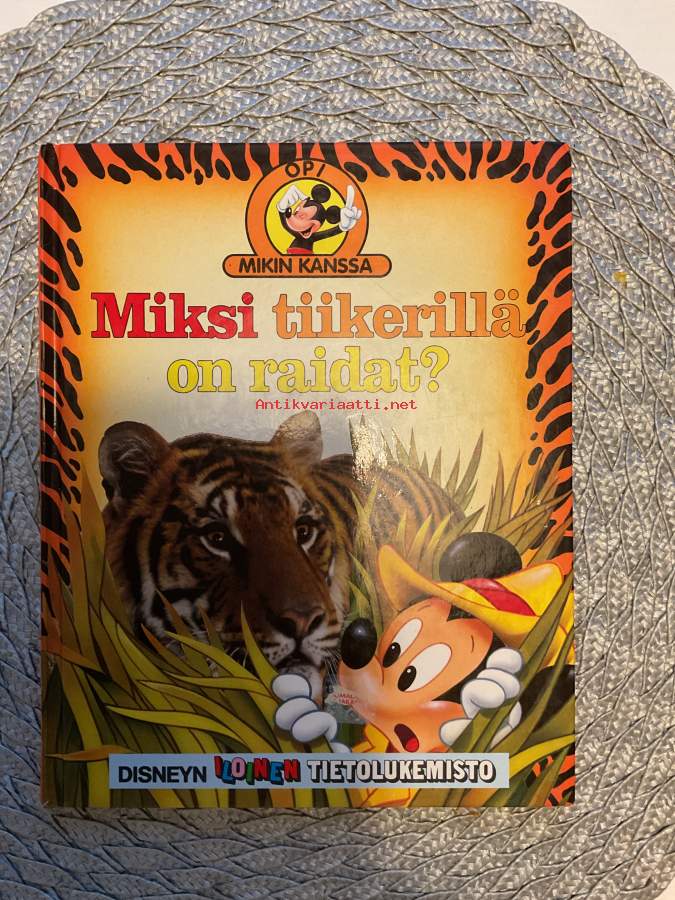 OPI
MIKIN KANSSA
Miksi tiikerillä
on raidat?
Antikvariaatti.net
DISNEYN ILOINEN TIETOLUKEMISTO